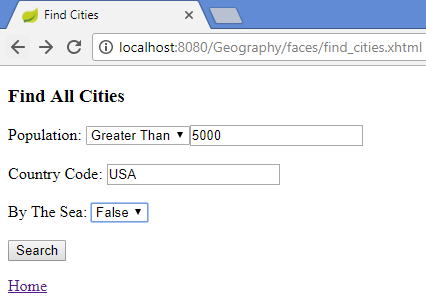 Find Cities
localhost:8080/Geography/faces/find_cities.xhtml
Find All Cities
Population: Greater Than 5000
Country Code: USA
By The Sea: False
Search
Home